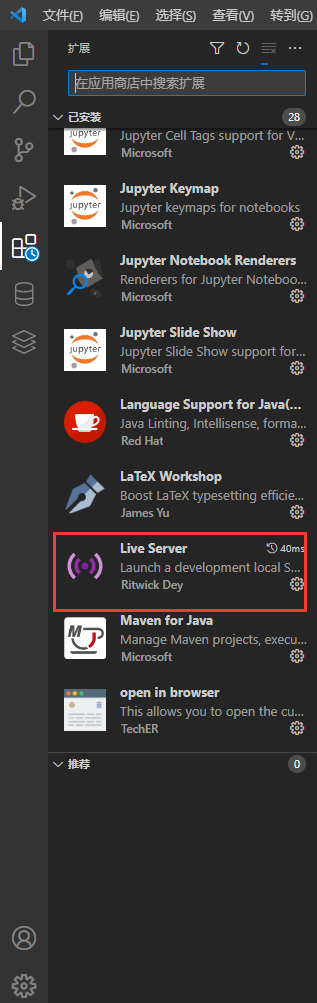 文件(F) 编辑(E) 选择(S) 查看(V) 转到(G)
扩展
在应用商店中搜索扩展
已安装 28
Jupyter Cell Tags support for V...
Microsoft
Jupyter Keymap
Jupyter keymaps for notebooks
Microsoft
Jupyter Notebook Renderers
Renderers for Jupyter Noteboo...
Microsoft
Jupyter Slide Show
Jupyter Slide Show support for...
Microsoft
Language Support for Java(...
Java Linting, Intellisense, forma...
Red Hat
LaTeX Workshop
Boost LaTeX typesetting efficie...
James Yu
Live Server 40ms
Launch a development local S...
Ritwick Dey
Maven for Java
Manage Maven projects, execu...
Microsoft
open in browser
This allows you to open the cu...
TechER
推荐 0